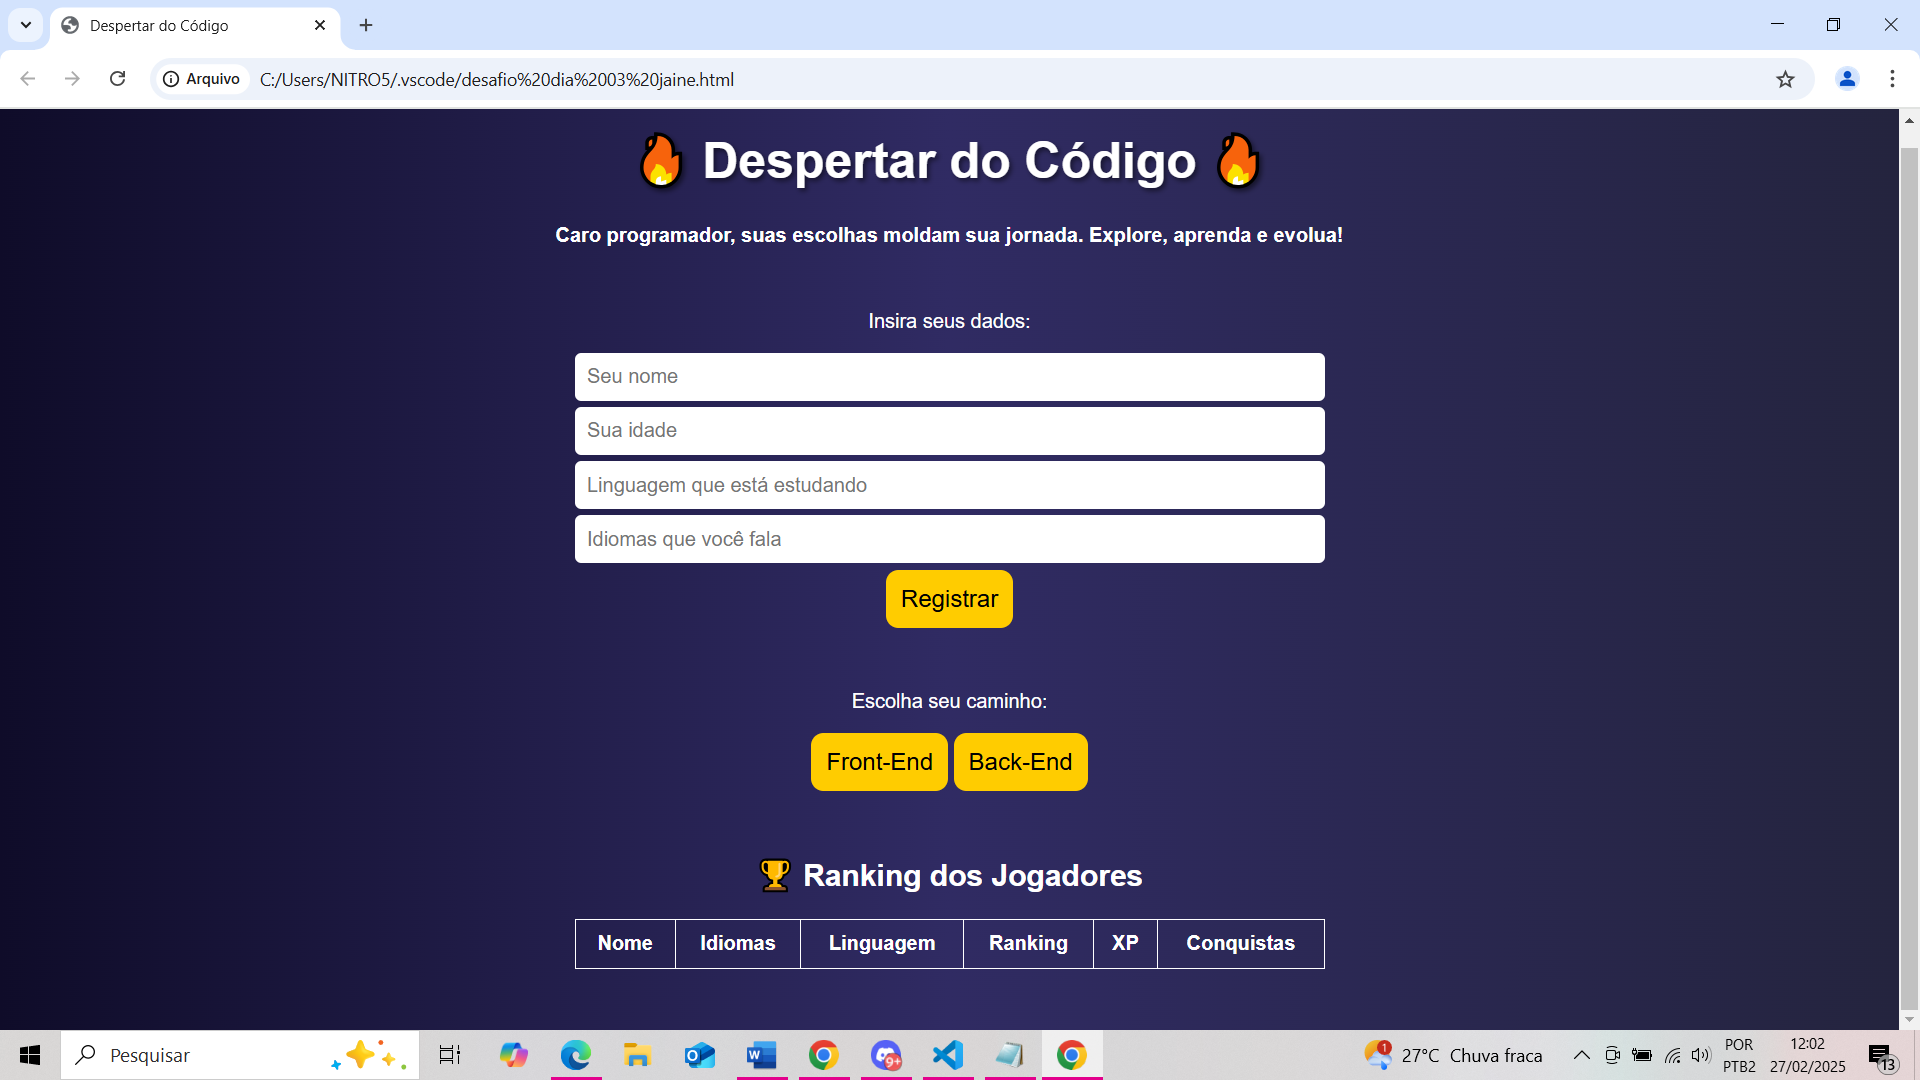 Despertar do Código
Arquivo C:/Users/NITRO5/.vscode/desafio%20dia%2003%20jaine.html
Despertar do Código
Caro programador, suas escolhas moldam sua jornada. Explore, aprenda e evolua!
Insira seus dados:
Seu nome
Sua idade
Linguagem que está estudando
Idiomas que você fala
Registrar
Escolha seu caminho:
Front-End Back-End
Ranking dos Jogadores
Nome Idiomas Linguagem Ranking XP Conquistas
Pesquisar
9+
1
27°C Chuva fraca
POR
PTB2
12:02
27/02/2025
13